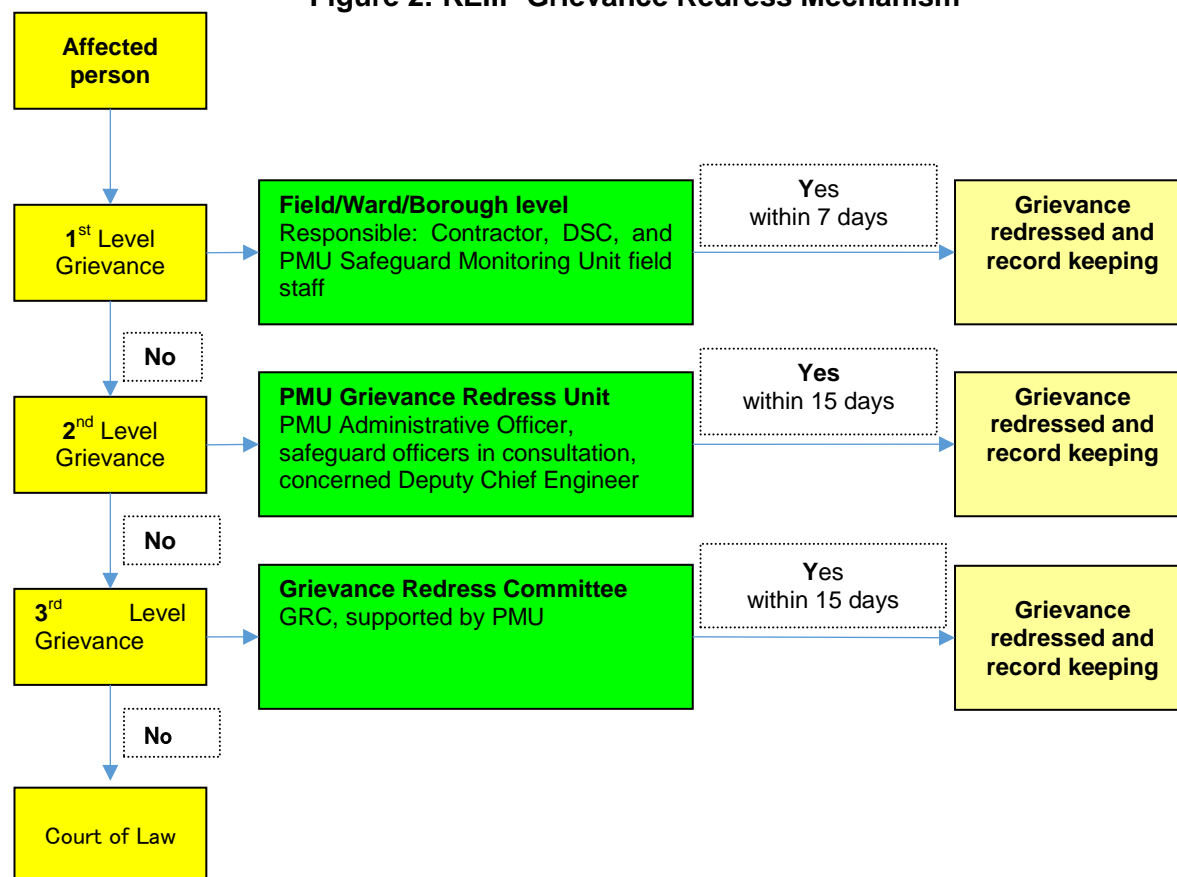 Figure 2: KEIIP Grievance Redress Mechanism
Affected
person
1st Level
Grievance
Field/Ward/Borough level
Responsible: Contractor, DSC, and
PMU Safeguard Monitoring Unit field
staff
Yes
within 7 days
Grievance
redressed and
record keeping
No
2nd Level
Grievance
PMU Grievance Redress Unit
PMU Administrative Officer,
safeguard officers in consultation,
concerned Deputy Chief Engineer
Yes
within 15 days
Grievance
redressed and
record keeping
No
3rd Level
Grievance
Grievance Redress Committee
GRC, supported by PMU
Yes
within 15 days
Grievance
redressed and
record keeping
No
Court of Law